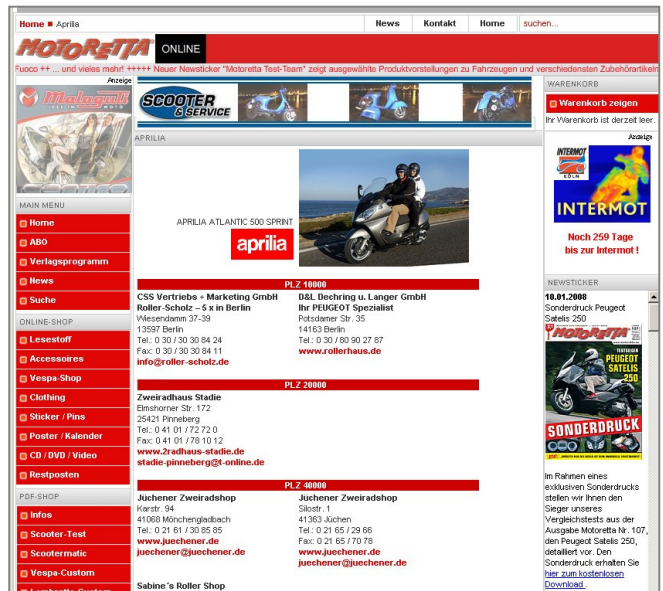 Home ■ Aprilia
News
Kontakt
Home
suchen...
MOTORETTA ONLINE
Fuoco ++ ... und vieles mehr! +++++ Neuer Newsticker "Motoretta Test-Team" zeigt ausgewählte Produktvorstellungen zu Fahrzeugen und verschiedensten Zubehörartikeln
Anzeige
Malaguti
MAIN MENU
Home
ABO
Verlagsprogramm
News
Suche
ONLINE-SHOP
Lesestoff
Accessoires
Vespa-Shop
Clothing
Sticker / Pins
Poster / Kalender
CD / DVD / Video
Restposten
PDF-SHOP
Infos
Scooter-Test
Scootermatic
Vespa-Custom
Lambretta-Custom
SCOOTER
& SERVICE
APRILIA
APRILIA ATLANTIC 500 SPRINT
aprilia
PLZ 10000
CSS Vertriebs + Marketing GmbH
Roller-Scholz – 5 x in Berlin
Wiesendamm 37-39
13597 Berlin
Tel.: 0 30 / 30 30 84 24
Fax: 0 30 / 30 30 84 11
info@roller-scholz.de
D&L Dechring u. Langer GmbH
Ihr PEUGEOT Spezialist
Potsdamer Str. 35
14163 Berlin
Tel.: 0 30 / 80 90 27 87
www.rollerhaus.de
PLZ 20000
Zweiradhaus Stadie
Elmshorner Str. 172
25421 Pinneberg
Tel.: 0 41 01 / 72 72 0
Fax: 0 41 01 / 78 10 12
www.2radhaus-stadie.de
stadie-pinneberg@t-online.de
PLZ 40000
Jüchener Zweiradshop
Karstr. 94
41068 Mönchengladbach
Tel.: 0 21 61 / 30 85 85
www.juechener.de
juechener@juechener.de
Jüchener Zweiradshop
Silostr. 1
41363 Jüchen
Tel.: 0 21 65 / 29 66
Fax: 0 21 65 / 70 78
www.juechener.de
juechener@juechener.de
Sabine´s Roller Shop
WARENKORB
Warenkorb zeigen
Ihr Warenkorb ist derzeit leer.
Anzeige
INTERMOT
KÖLN
INTERMOT
Noch 259 Tage
bis zur Intermot !
NEWSTICKER
10.01.2008
Sonderdruck Peugeot
Satelis 250
MOTORETTA
PEUGEOT
SATELIS
250
SONDERDRUCK
Im Rahmen eines
exklusiven Sonderdrucks
stellen wir Ihnen den
Sieger unseres
Vergleichstests aus der
Ausgabe Motoretta Nr. 107,
den Peugeot Satelis 250,
detailliert vor. Den
Sonderdruck erhalten Sie
hier zum kostenlosen
Download .